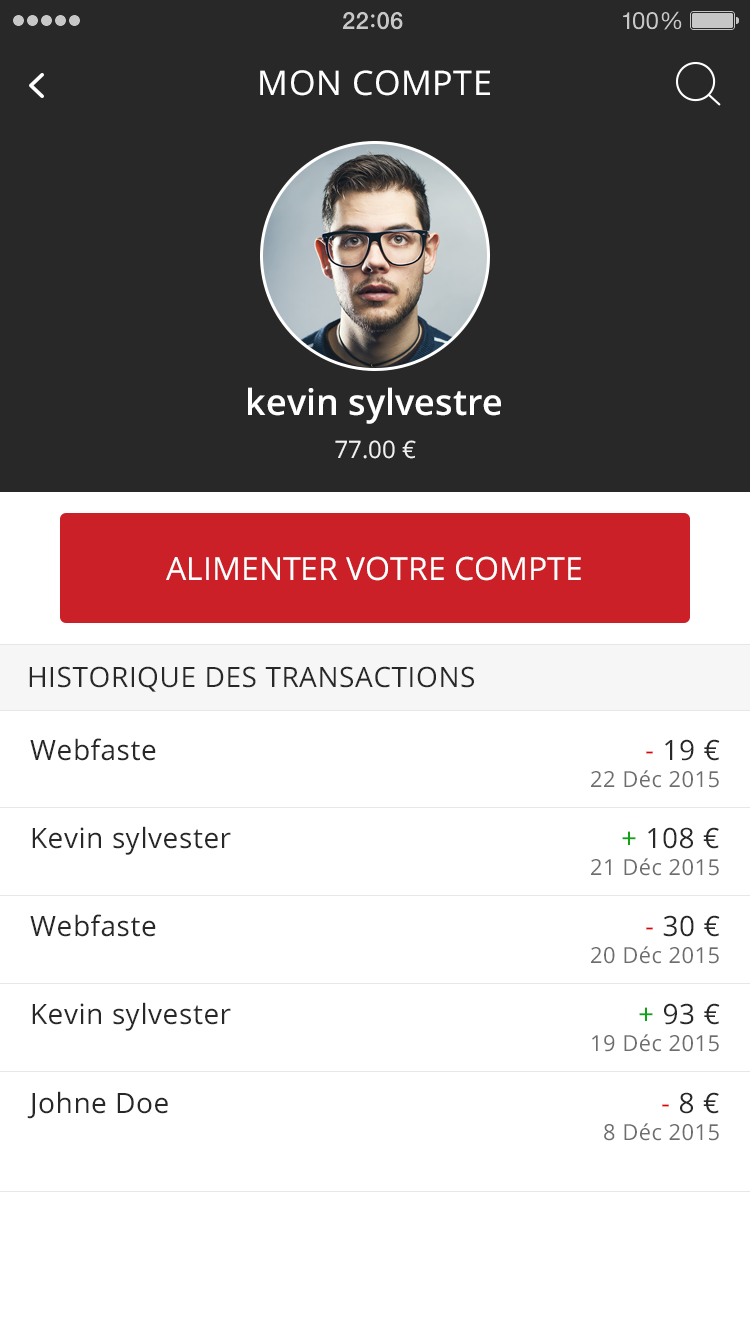 22:06
100%
MON COMPTE
kevin sylvestre
77.00 €
ALIMENTER VOTRE COMPTE
HISTORIQUE DES TRANSACTIONS
Webfaste - 19 €
22 Déc 2015
Kevin sylvester + 108 €
21 Déc 2015
Webfaste - 30 €
20 Déc 2015
Kevin sylvester + 93 €
19 Déc 2015
Johne Doe - 8 €
8 Déc 2015